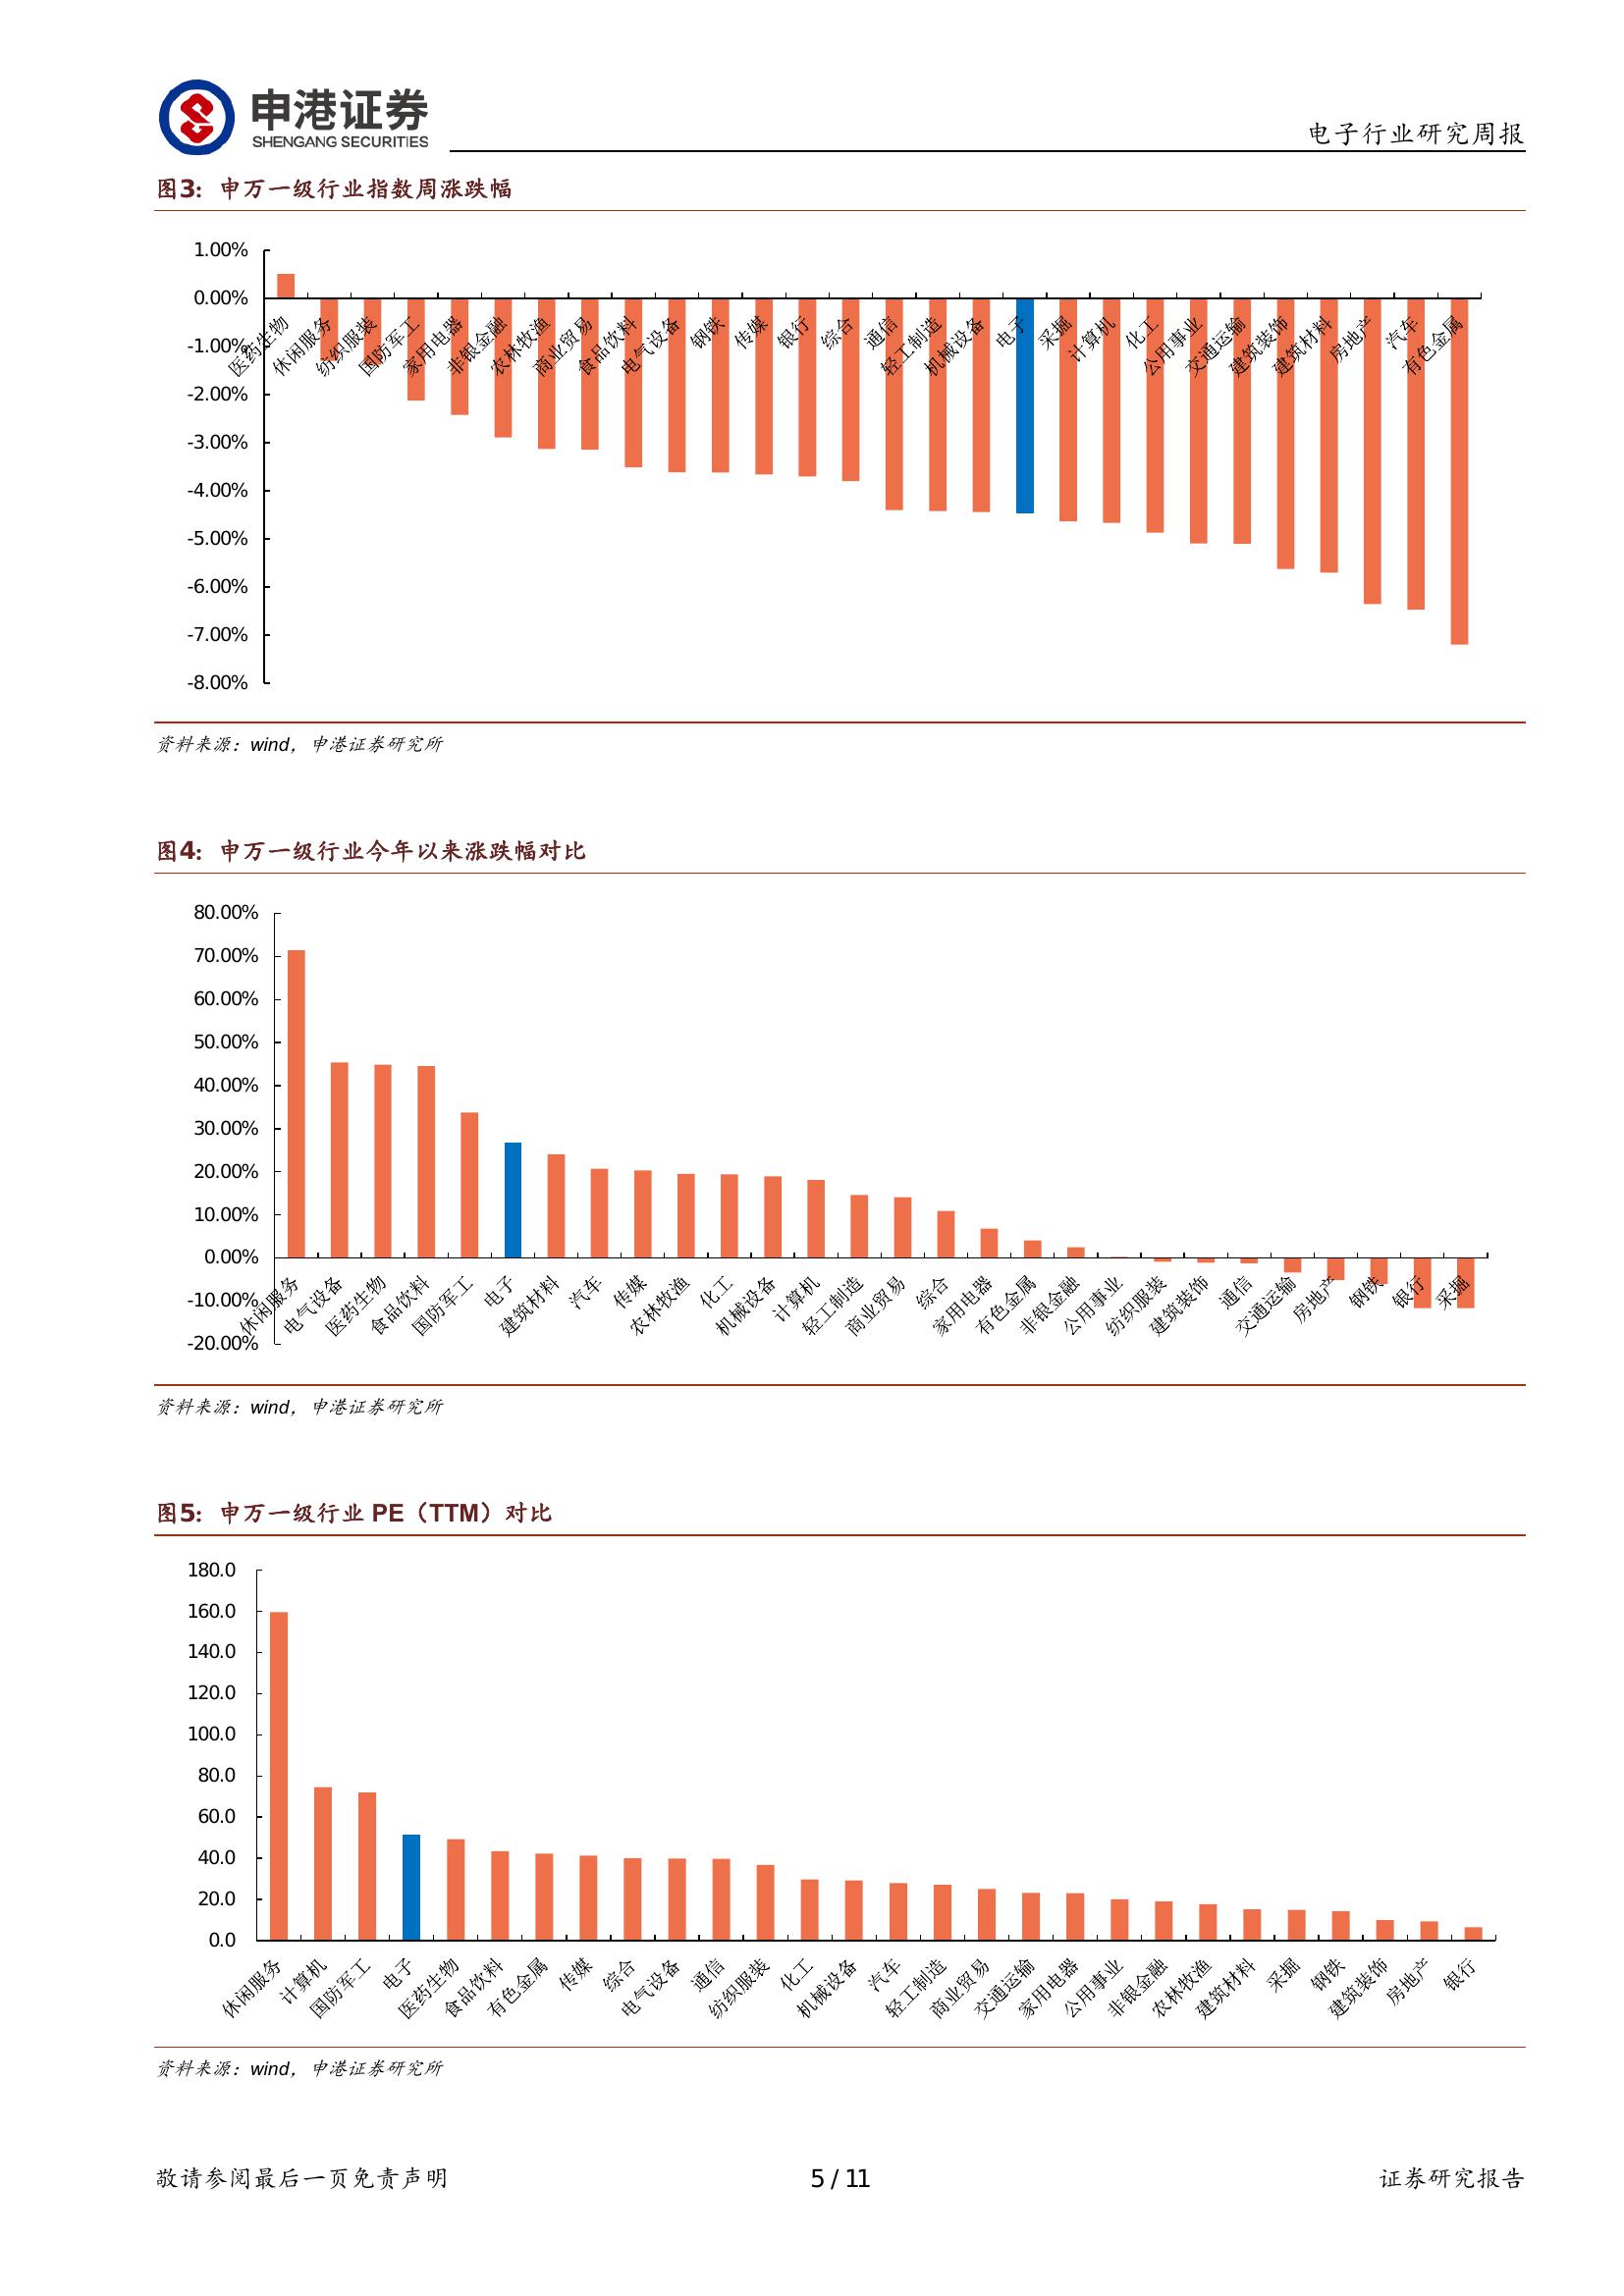 申港证券
SHENGANG SECURITIES
电子行业研究周报
图3：申万一级行业指数周涨跌幅
1.00%
0.00%
-1.00%
-2.00%
-3.00%
-4.00%
-5.00%
-6.00%
-7.00%
-8.00%
医药生物 休闲服务 纺织服装 国防军工 家用电器 非银金融 农林牧渔 商业贸易 食品饮料 电气设备 钢铁 传媒 银行 综合 通信 轻工制造 机械设备 电子 采掘 计算机 化工 公用事业 交通运输 建筑装饰 建筑材料 房地产 汽车 有色金属
资料来源：wind，申港证券研究所
图4：申万一级行业今年以来涨跌幅对比
80.00%
70.00%
60.00%
50.00%
40.00%
30.00%
20.00%
10.00%
0.00%
-10.00%
-20.00%
休闲服务 电气设备 医药生物 食品饮料 国防军工 电子 建筑材料 汽车 传媒 农林牧渔 化工 机械设备 计算机 轻工制造 商业贸易 综合 家用电器 有色金属 非银金融 公用事业 纺织服装 建筑装饰 通信 交通运输 房地产 钢铁 银行 采掘
资料来源：wind，申港证券研究所
图5：申万一级行业 PE（TTM）对比
180.0
160.0
140.0
120.0
100.0
80.0
60.0
40.0
20.0
0.0
休闲服务 计算机 国防军工 电子 医药生物 食品饮料 有色金属 传媒 综合 电气设备 通信 纺织服装 化工 机械设备 汽车 轻工制造 商业贸易 交通运输 家用电器 公用事业 非银金融 农林牧渔 建筑材料 采掘 钢铁 建筑装饰 房地产 银行
资料来源：wind，申港证券研究所
敬请参阅最后一页免责声明
5 / 11
证券研究报告